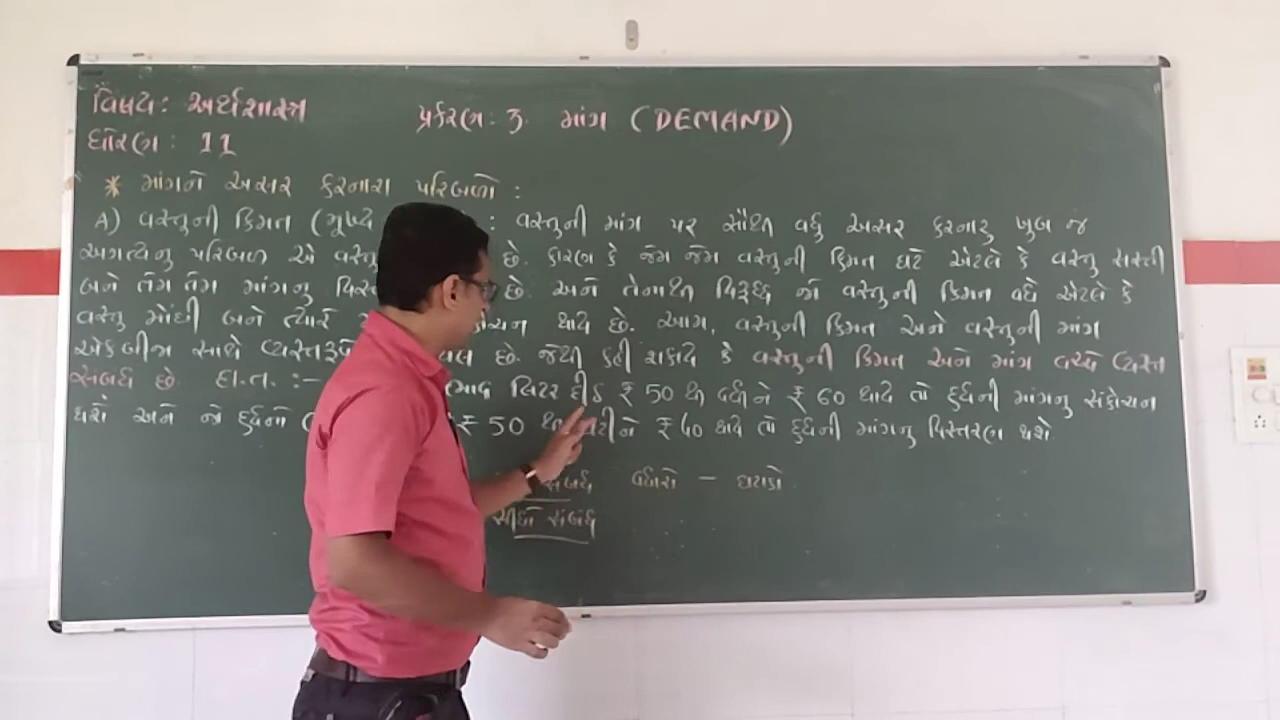 વિષય: અર્થશાસ્ત્ર
પ્રકરણ: 3. માંગ (DEMAND)
ધોરણ: 11
* માંગને અસર કરનારા પરિબળો:
A) વસ્તુની કિંમત (મુખ્ય : વસ્તુની માંગ પર સૌથી વધુ અસર કરનારુ ખુબ જ
અગત્યનુ પરિબળ એ છે. કારણ કે જેમ જેમ વસ્તુની કિંમત ઘટે એટલે કે વસ્તુ સસ્તી
બને તેમ તેમ માંગનુ છે. અને તેનાથી વિરૂધ્ધ જો વસ્તુની કિંમત વધે એટલે કે
વસ્તુ મોંઘી બને ત્યારે થાય છે. આમ, વસ્તુની કિંમત અને વસ્તુની માંગ
એકબીજા સાથે છે. જેથી કહી શકાય કે વસ્તુની કિંમત અને માંગ વચ્ચે વ્યસ્ત
સંબધ છે. દા.ત. :- લિટર દીઠ ₹ 50 થી વધીને ₹ 60 થાય તો દુધની માંગનુ સંકોચન
થશે અને જો દુધનો ₹ 50 થી ઘટીને ₹ 40 થાય તો દુધની માંગનુ વિસ્તરણ થશે.
સંબધ વધારો - ઘટાડો
સીધો સંબંધ